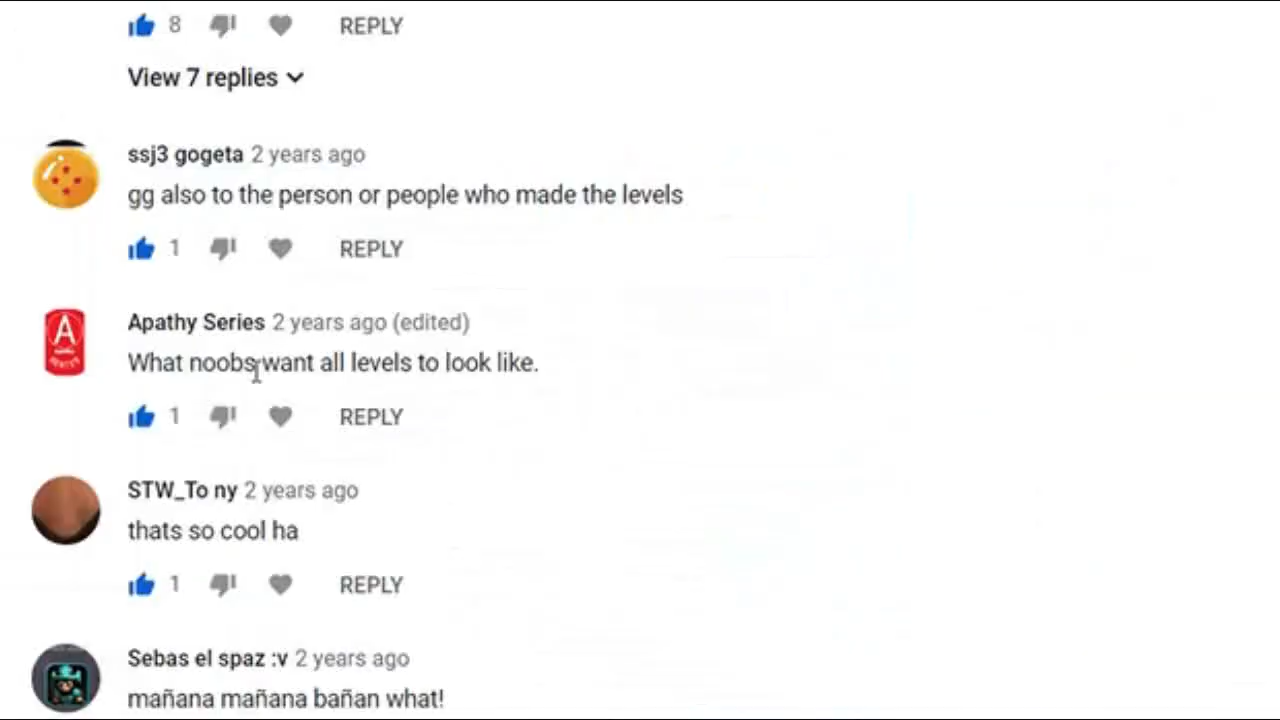 8 REPLY
View 7 replies
ssj3 gogeta 2 years ago
gg also to the person or people who made the levels
1 REPLY
A
Apathy Series 2 years ago (edited)
What noobs want all levels to look like.
1 REPLY
STW_To ny 2 years ago
thats so cool ha
1 REPLY
Sebas el spaz :v 2 years ago
mañana mañana bañan what!